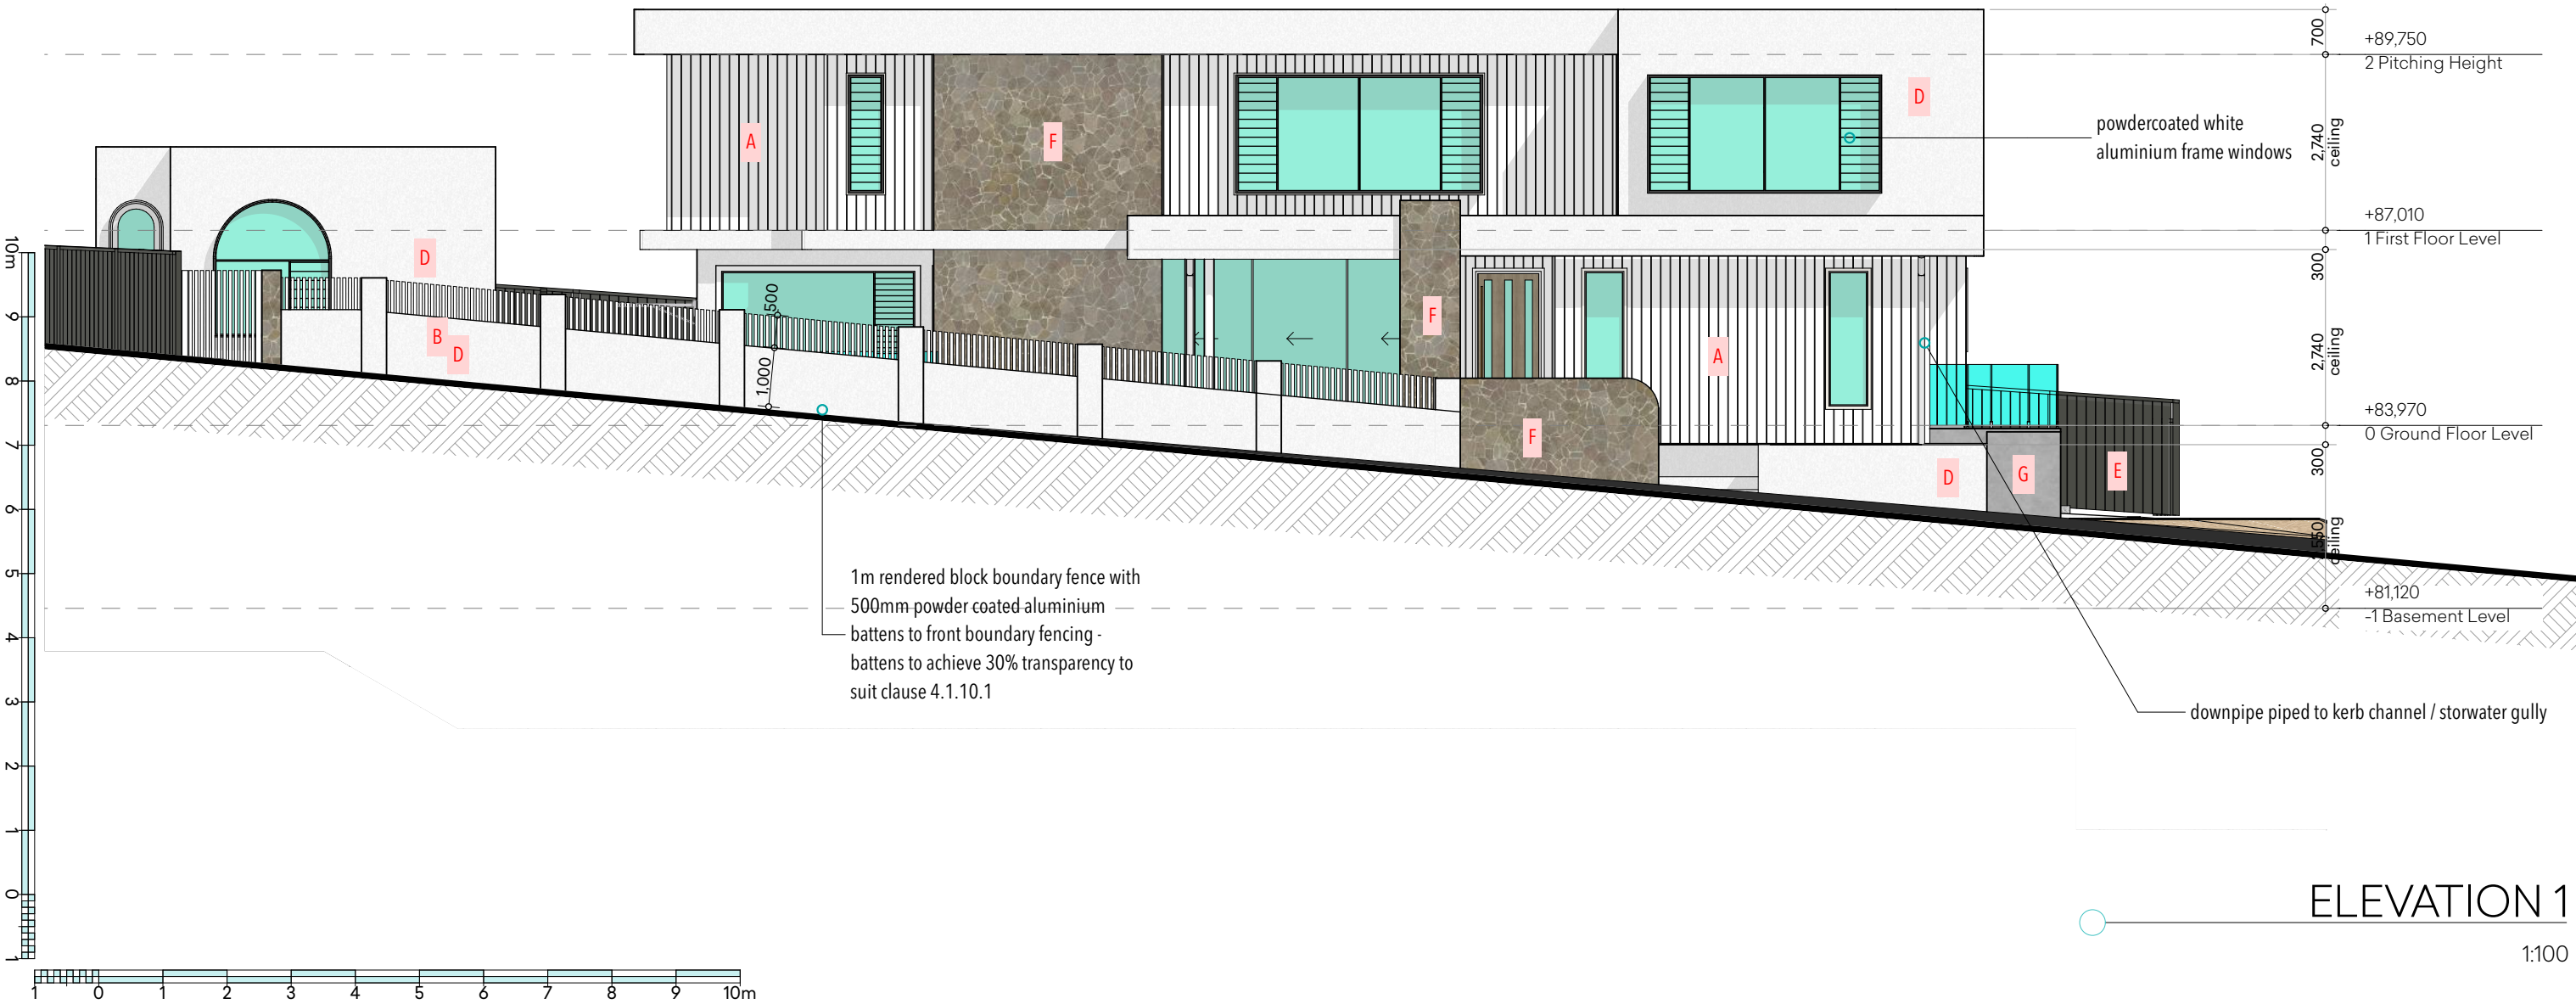 700
+89,750
2 Pitching Height
D
powdercoated white
aluminium frame windows
2,740
ceiling
A
F
+87,010
1 First Floor Level
D
300
500
F
B
D
A
1,000
2,740
ceiling
+83,970
0 Ground Floor Level
F
300
D
G
E
ceiling
1m rendered block boundary fence with
500mm powder coated aluminium
battens to front boundary fencing -
battens to achieve 30% transparency to
suit clause 4.1.10.1
+81,120
-1 Basement Level
downpipe piped to kerb channel / storwater gully
10m
9
8
7
6
5
4
3
2
1
0
1
ELEVATION 1
1:100
1 0 1 2 3 4 5 6 7 8 9 10m